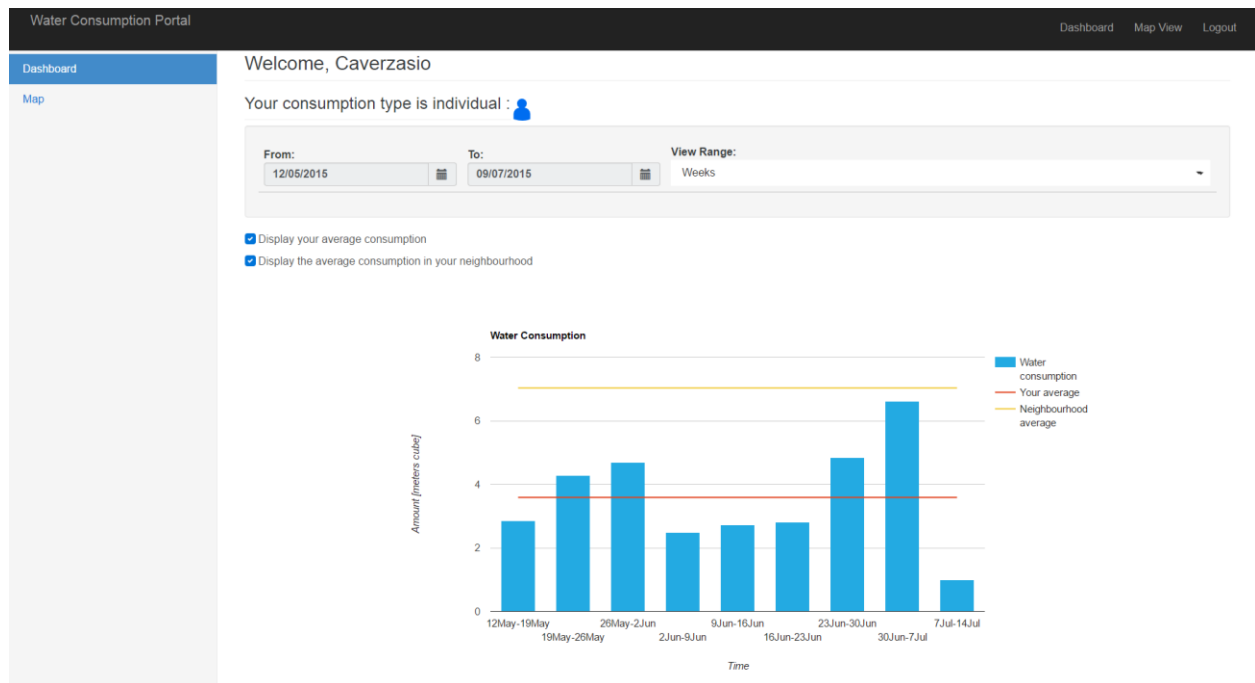 Water Consumption Portal
Dashboard Map View Logout
Dashboard
Map
Welcome, Caverzasio
Your consumption type is individual :
From: To: View Range:
12/05/2015 09/07/2015 Weeks
Display your average consumption
Display the average consumption in your neighbourhood
Water Consumption
8
6
4
2
0
Amount [meters cube]
12May-19May 26May-2Jun 9Jun-16Jun 23Jun-30Jun 7Jul-14Jul
19May-26May 2Jun-9Jun 16Jun-23Jun 30Jun-7Jul
Time
Water
consumption
Your average
Neighbourhood
average